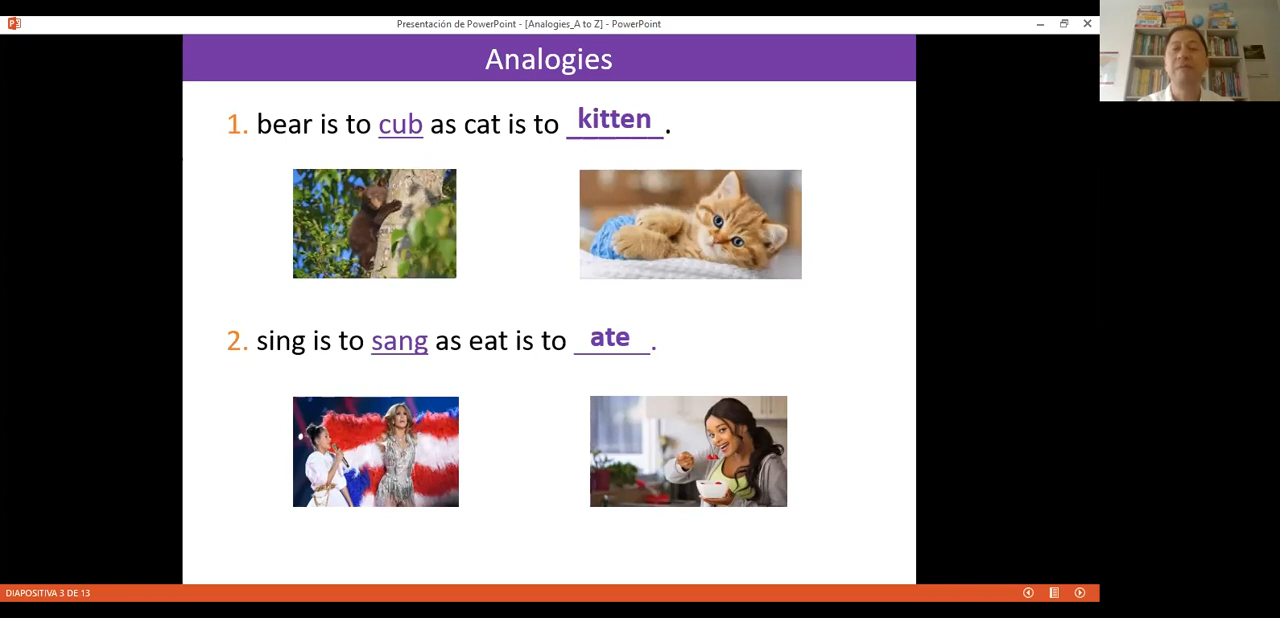 Presentación de PowerPoint - [Analogies_A to Z] - PowerPoint
Analogies
1. bear is to cub as cat is to kitten.
2. sing is to sang as eat is to ate.
DIAPOSITIVA 3 DE 13